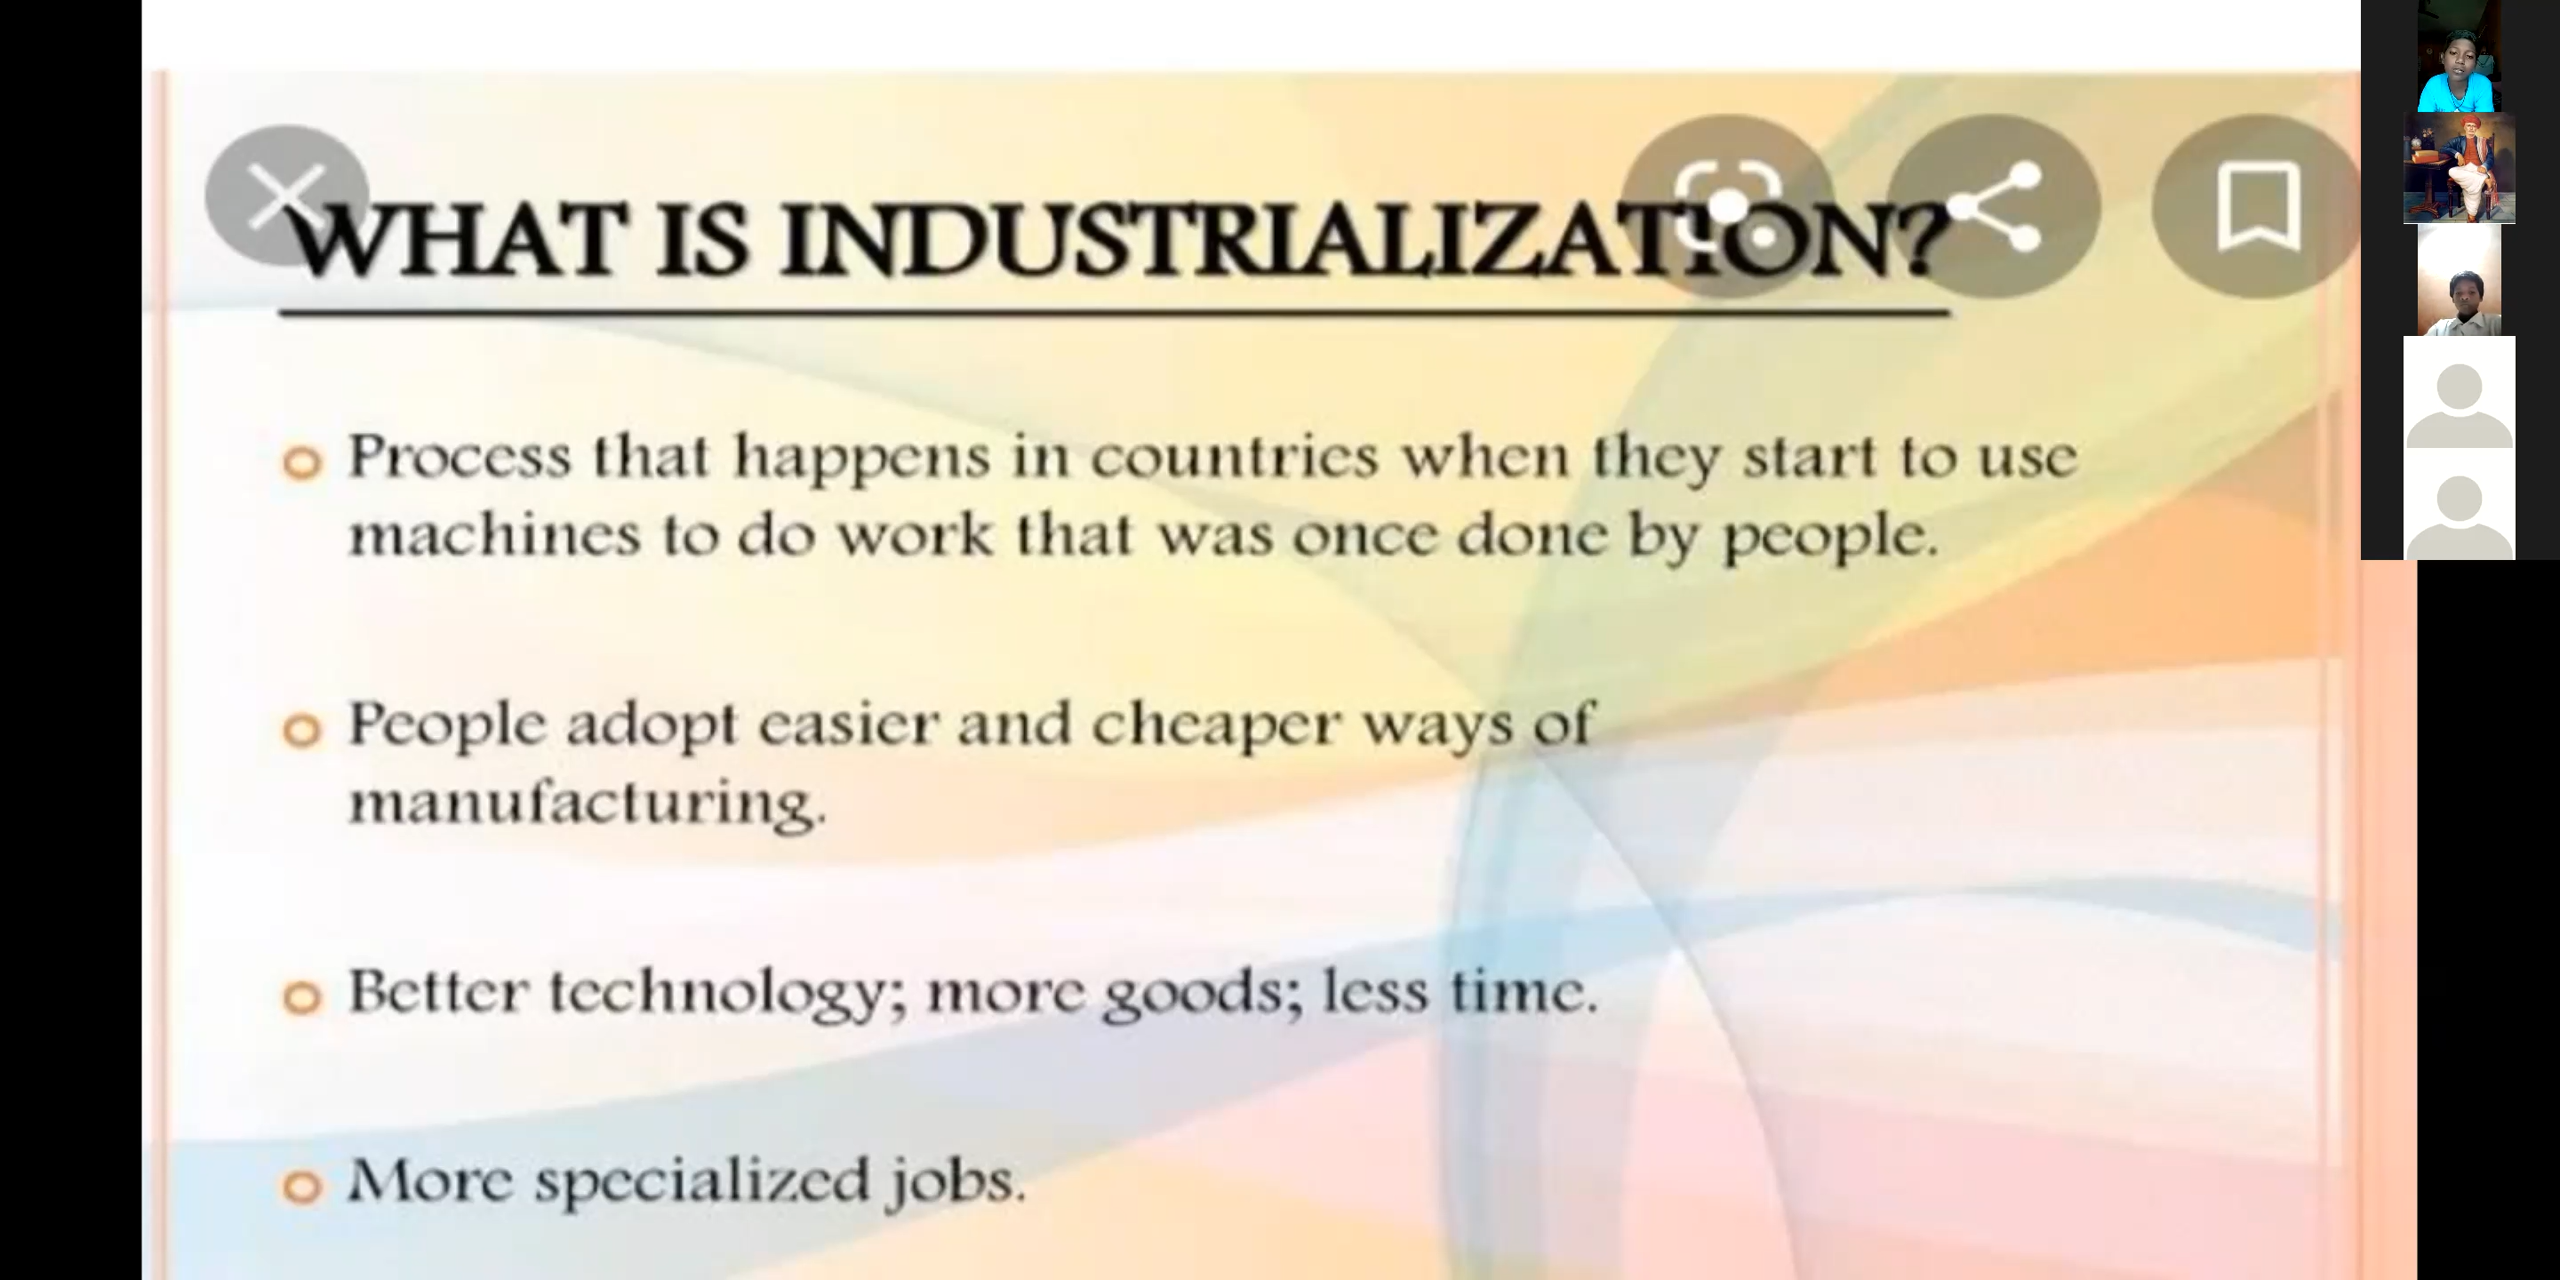 WHAT IS INDUSTRIALIZATION?
Process that happens in countries when they start to use
machines to do work that was once done by people.
People adopt easier and cheaper ways of
manufacturing.
Better technology; more goods; less time.
More specialized jobs.